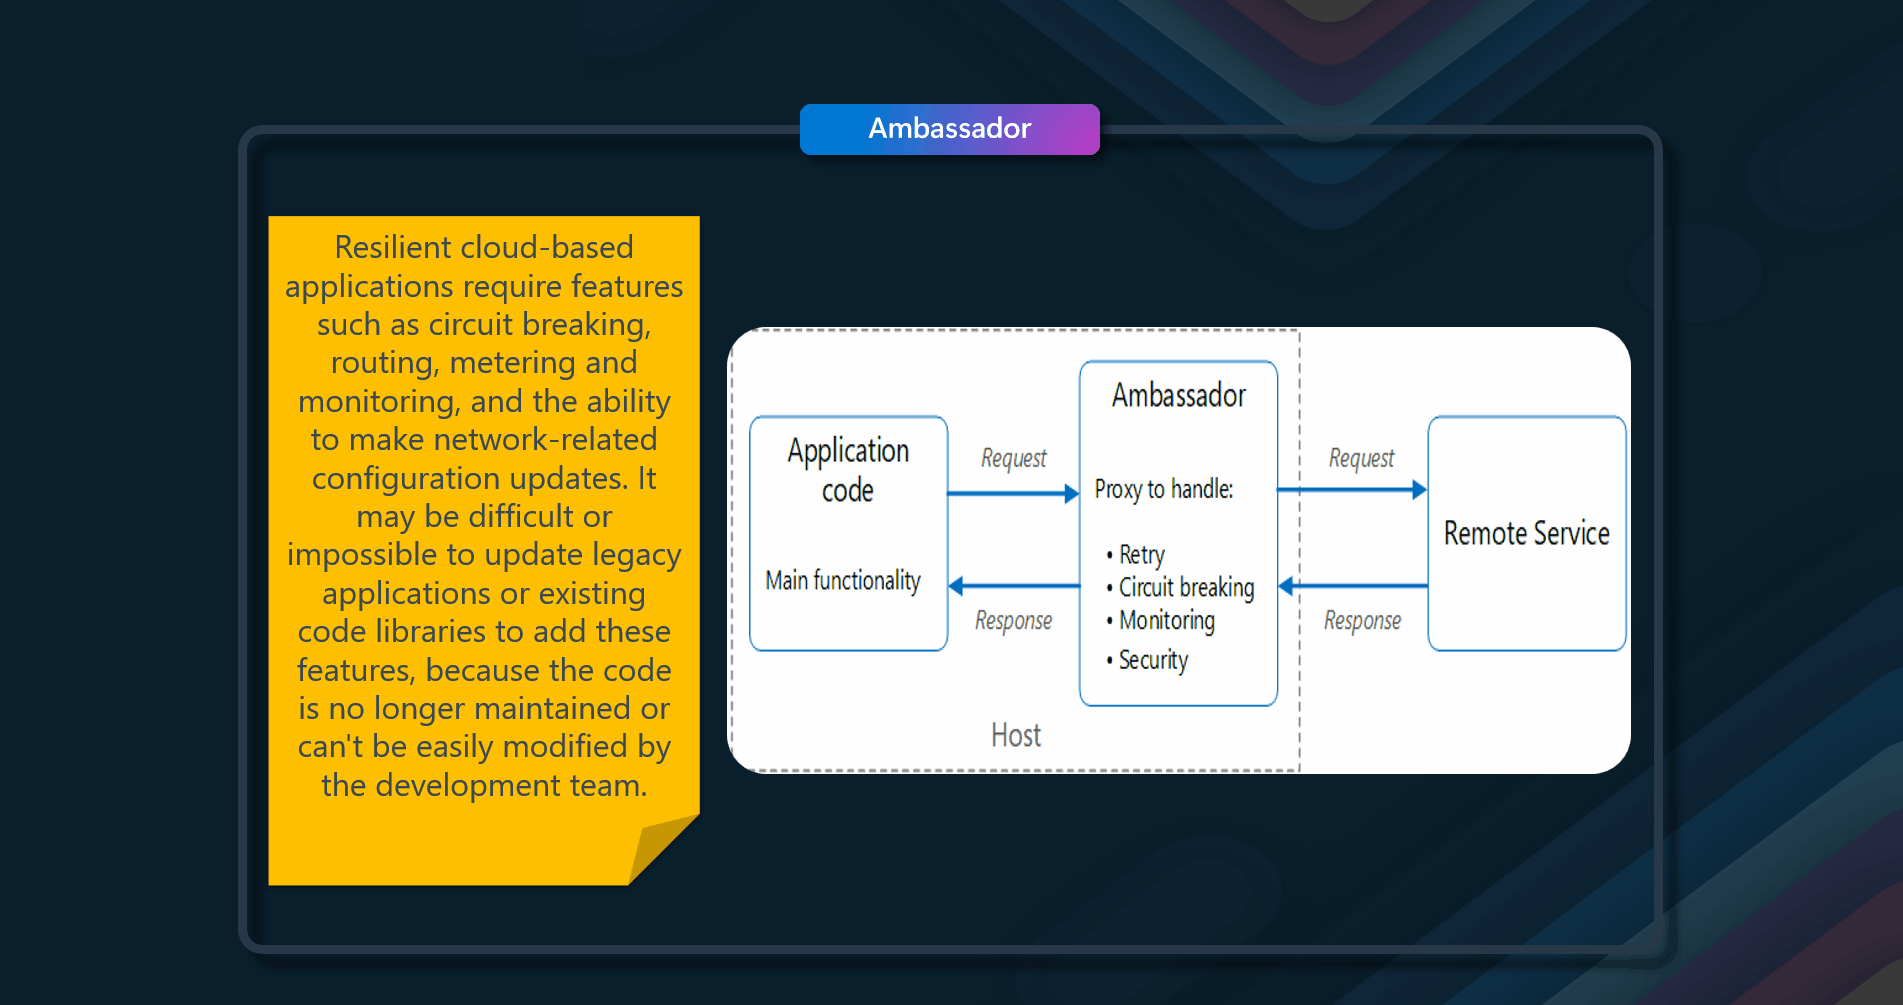 Ambassador
Resilient cloud-based
applications require features
such as circuit breaking,
routing, metering and
monitoring, and the ability
to make network-related
configuration updates. It
may be difficult or
impossible to update legacy
applications or existing
code libraries to add these
features, because the code
is no longer maintained or
can't be easily modified by
the development team.
Application
code
Main functionality
Request
Response
Ambassador
Proxy to handle:
• Retry
• Circuit breaking
• Monitoring
• Security
Host
Request
Response
Remote Service